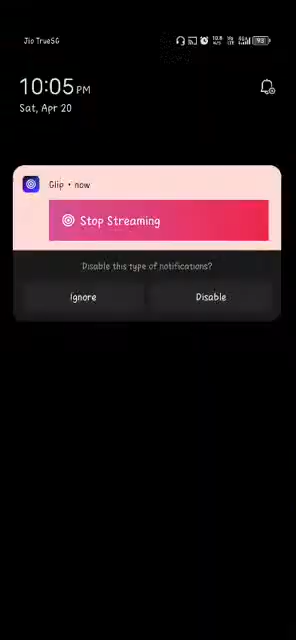 Jio True5G
10:05 PM
Sat, Apr 20
Glip • now
Stop Streaming
Disable this type of notifications?
Ignore
Disable